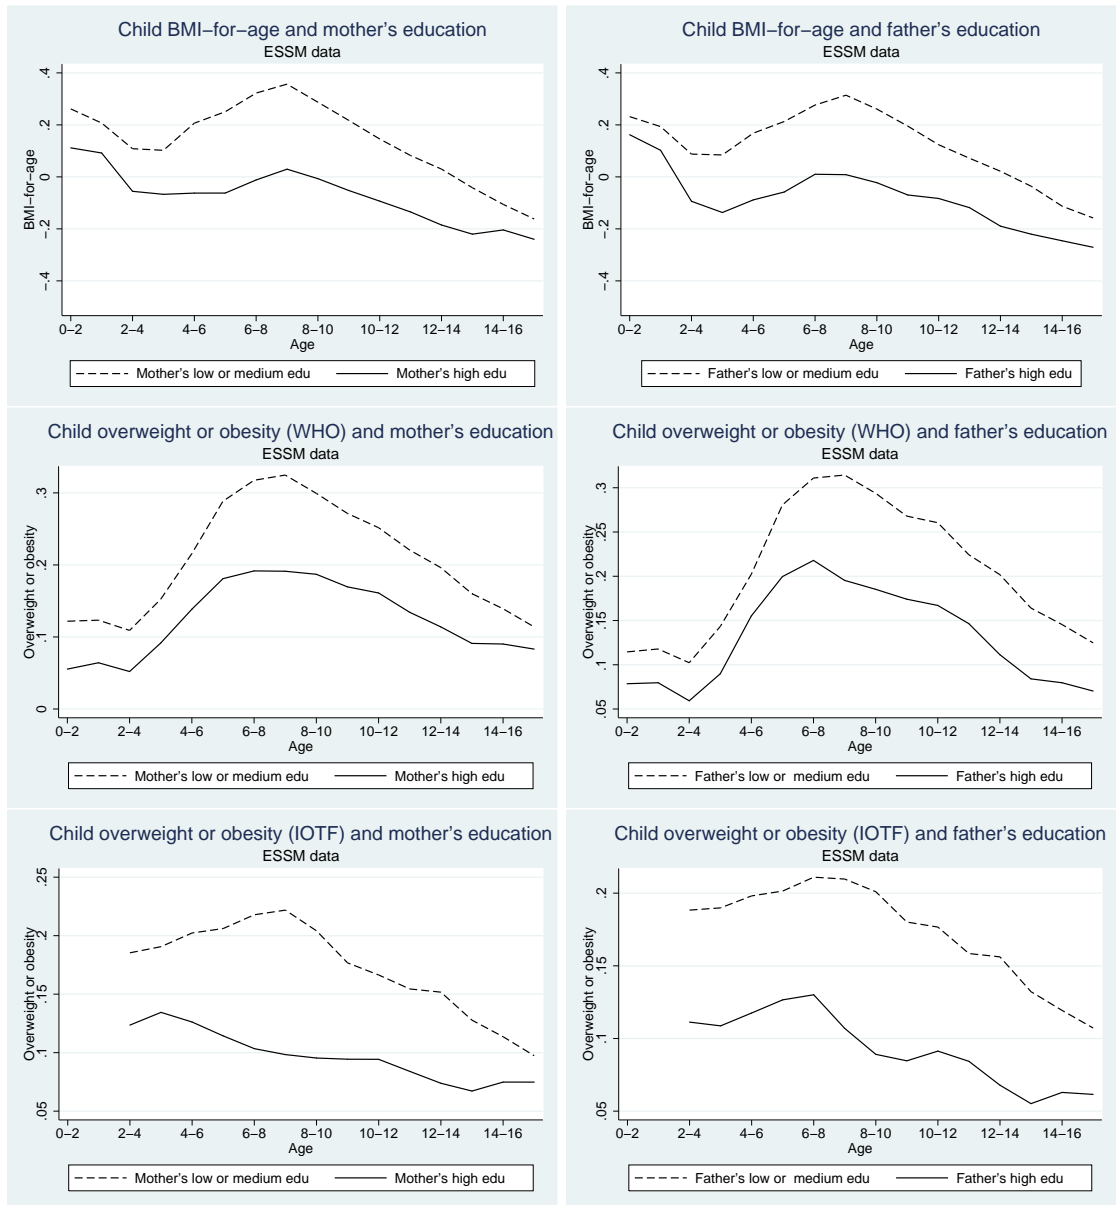 Child BMI−for−age and mother's education
ESSM data
BMI−for−age
.4
.2
0
−.2
−.4
0−2 2−4 4−6 6−8 8−10 10−12 12−14 14−16
Age
Mother's low or medium edu Mother's high edu
Child BMI−for−age and father's education
ESSM data
BMI−for−age
.4
.2
0
−.2
−.4
0−2 2−4 4−6 6−8 8−10 10−12 12−14 14−16
Age
Father's low or medium edu Father's high edu
Child overweight or obesity (WHO) and mother's education
ESSM data
Overweight or obesity
.3
.2
.1
0
0−2 2−4 4−6 6−8 8−10 10−12 12−14 14−16
Age
Mother's low or medium edu Mother's high edu
Child overweight or obesity (WHO) and father's education
ESSM data
Overweight or obesity
.3
.25
.2
.15
.1
.05
0−2 2−4 4−6 6−8 8−10 10−12 12−14 14−16
Age
Father's low or medium edu Father's high edu
Child overweight or obesity (IOTF) and mother's education
ESSM data
Overweight or obesity
.25
.2
.15
.1
.05
0−2 2−4 4−6 6−8 8−10 10−12 12−14 14−16
Age
Mother's low or medium edu Mother's high edu
Child overweight or obesity (IOTF) and father's education
ESSM data
Overweight or obesity
.2
.15
.1
.05
0−2 2−4 4−6 6−8 8−10 10−12 12−14 14−16
Age
Father's low or medium edu Father's high edu